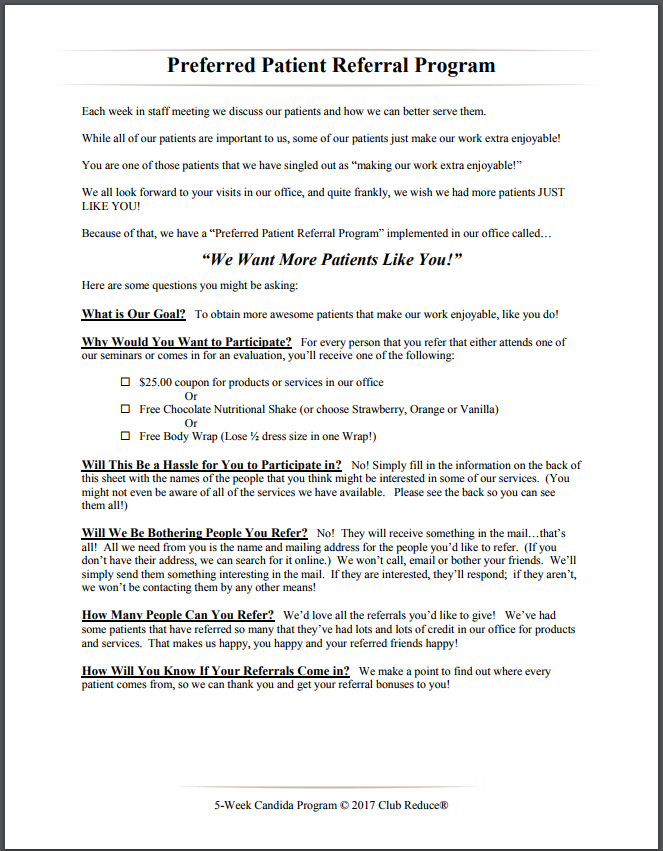 Preferred Patient Referral Program
Each week in staff meeting we discuss our patients and how we can better serve them.
While all of our patients are important to us, some of our patients just make our work extra enjoyable!
You are one of those patients that we have singled out as “making our work extra enjoyable!”
We all look forward to your visits in our office, and quite frankly, we wish we had more patients JUST
LIKE YOU!
Because of that, we have a “Preferred Patient Referral Program” implemented in our office called…
“We Want More Patients Like You!”
Here are some questions you might be asking:
What is Our Goal? To obtain more awesome patients that make our work enjoyable, like you do!
Why Would You Want to Participate? For every person that you refer that either attends one of
our seminars or comes in for an evaluation, you’ll receive one of the following:
☐ $25.00 coupon for products or services in our office
Or
☐ Free Chocolate Nutritional Shake (or choose Strawberry, Orange or Vanilla)
Or
☐ Free Body Wrap (Lose ½ dress size in one Wrap!)
Will This Be a Hassle for You to Participate in? No! Simply fill in the information on the back of
this sheet with the names of the people that you think might be interested in some of our services. (You
might not even be aware of all of the services we have available. Please see the back so you can see
them all!)
Will We Be Bothering People You Refer? No! They will receive something in the mail…that’s
all! All we need from you is the name and mailing address for the people you’d like to refer. (If you
don’t have their address, we can search for it online.) We won’t call, email or bother your friends. We’ll
simply send them something interesting in the mail. If they are interested, they’ll respond; if they aren’t,
we won’t be contacting them by any other means!
How Many People Can You Refer? We’d love all the referrals you’d like to give! We’ve had
some patients that have referred so many that they’ve had lots and lots of credit in our office for products
and services. That makes us happy, you happy and your referred friends happy!
How Will You Know If Your Referrals Come in? We make a point to find out where every
patient comes from, so we can thank you and get your referral bonuses to you!
5-Week Candida Program © 2017 Club Reduce®